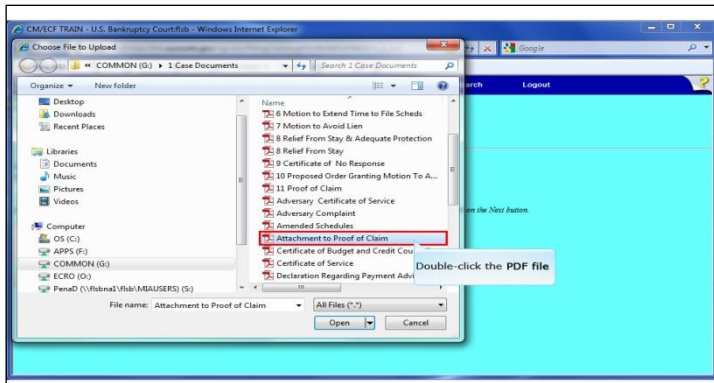 CM/ECF TRAIN - U.S. Bankruptcy Court:flsb - Windows Internet Explorer
Choose File to Upload
Google
« COMMON (G:) ▸ 1 Case Documents
Search 1 Case Documents
Organize
New folder
Logout
Desktop
Downloads
Recent Places
Libraries
Documents
Music
Pictures
Videos
Computer
OS (C:)
APPS (F:)
COMMON (G:)
ECRO (O:)
PenaD (\\flsbna1\flsb\MIAUSERS) (S:)
Name
6 Motion to Extend Time to File Scheds
7 Motion to Avoid Lien
8 Relief From Stay & Adequate Protection
8 Relief From Stay
9 Certificate of No Response
10 Proposed Order Granting Motion To A...
11 Proof of Claim
Adversary Certificate of Service
Adversary Complaint
Amended Schedules
Attachment to Proof of Claim
Certificate of Budget and Credit Cou
Certificate of Service
Declaration Regarding Payment Advi
on the Next button.
Double-click the PDF file
File name: Attachment to Proof of Claim
All Files (*.*)
Open
Cancel